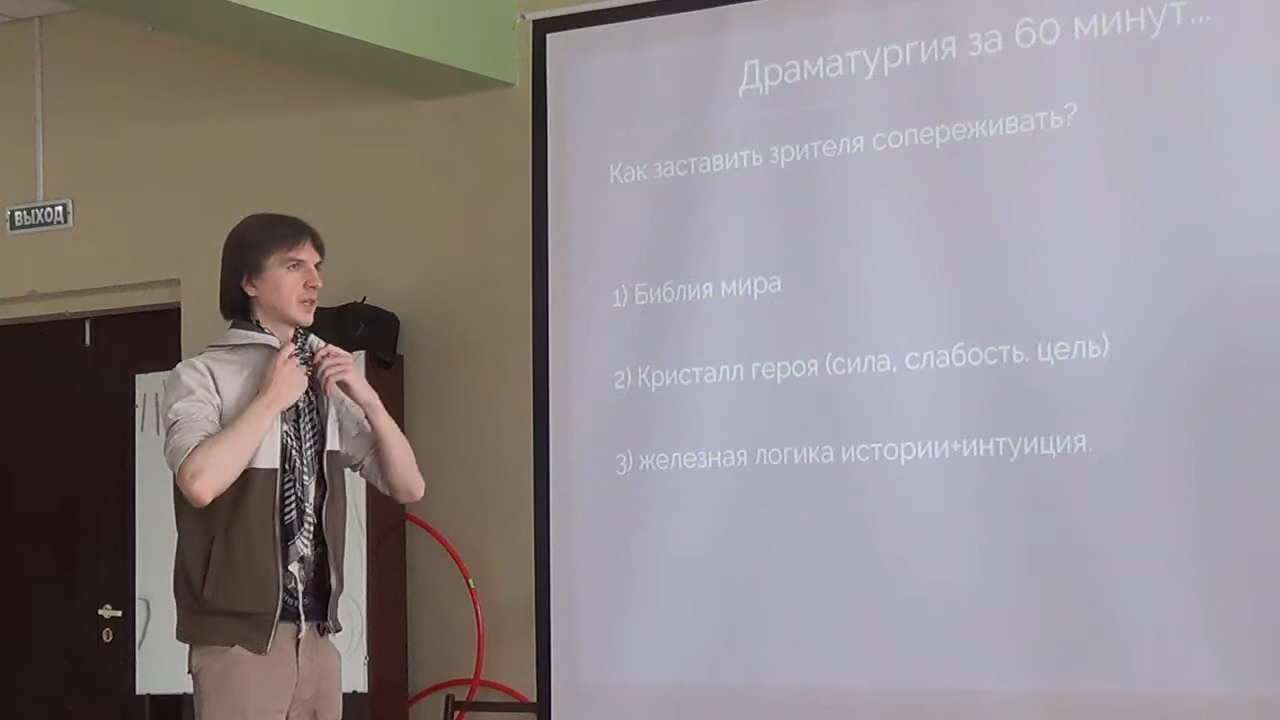 Драматургия за 60 минут...
Как заставить зрителя сопереживать?
ВЫХОД
1) Библия мира
2) Кристалл героя (сила, слабость. цель)
3) железная логика истории+интуиция.